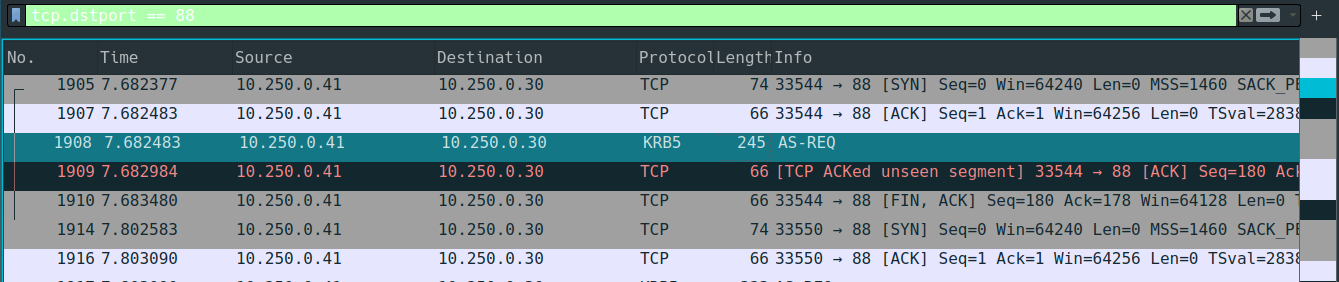 tcp.dstport == 88
No. Time Source Destination Protocol Length Info
1905 7.682377 10.250.0.41 10.250.0.30 TCP 74 33544 → 88 [SYN] Seq=0 Win=64240 Len=0 MSS=1460 SACK_PE
1907 7.682483 10.250.0.41 10.250.0.30 TCP 66 33544 → 88 [ACK] Seq=1 Ack=1 Win=64256 Len=0 TSval=2838
1908 7.682483 10.250.0.41 10.250.0.30 KRB5 245 AS-REQ
1909 7.682984 10.250.0.41 10.250.0.30 TCP 66 [TCP ACKed unseen segment] 33544 → 88 [ACK] Seq=180 Ack
1910 7.683480 10.250.0.41 10.250.0.30 TCP 66 33544 → 88 [FIN, ACK] Seq=180 Ack=178 Win=64128 Len=0 T
1914 7.802583 10.250.0.41 10.250.0.30 TCP 74 33550 → 88 [SYN] Seq=0 Win=64240 Len=0 MSS=1460 SACK_PE
1916 7.803090 10.250.0.41 10.250.0.30 TCP 66 33550 → 88 [ACK] Seq=1 Ack=1 Win=64256 Len=0 TSval=2838